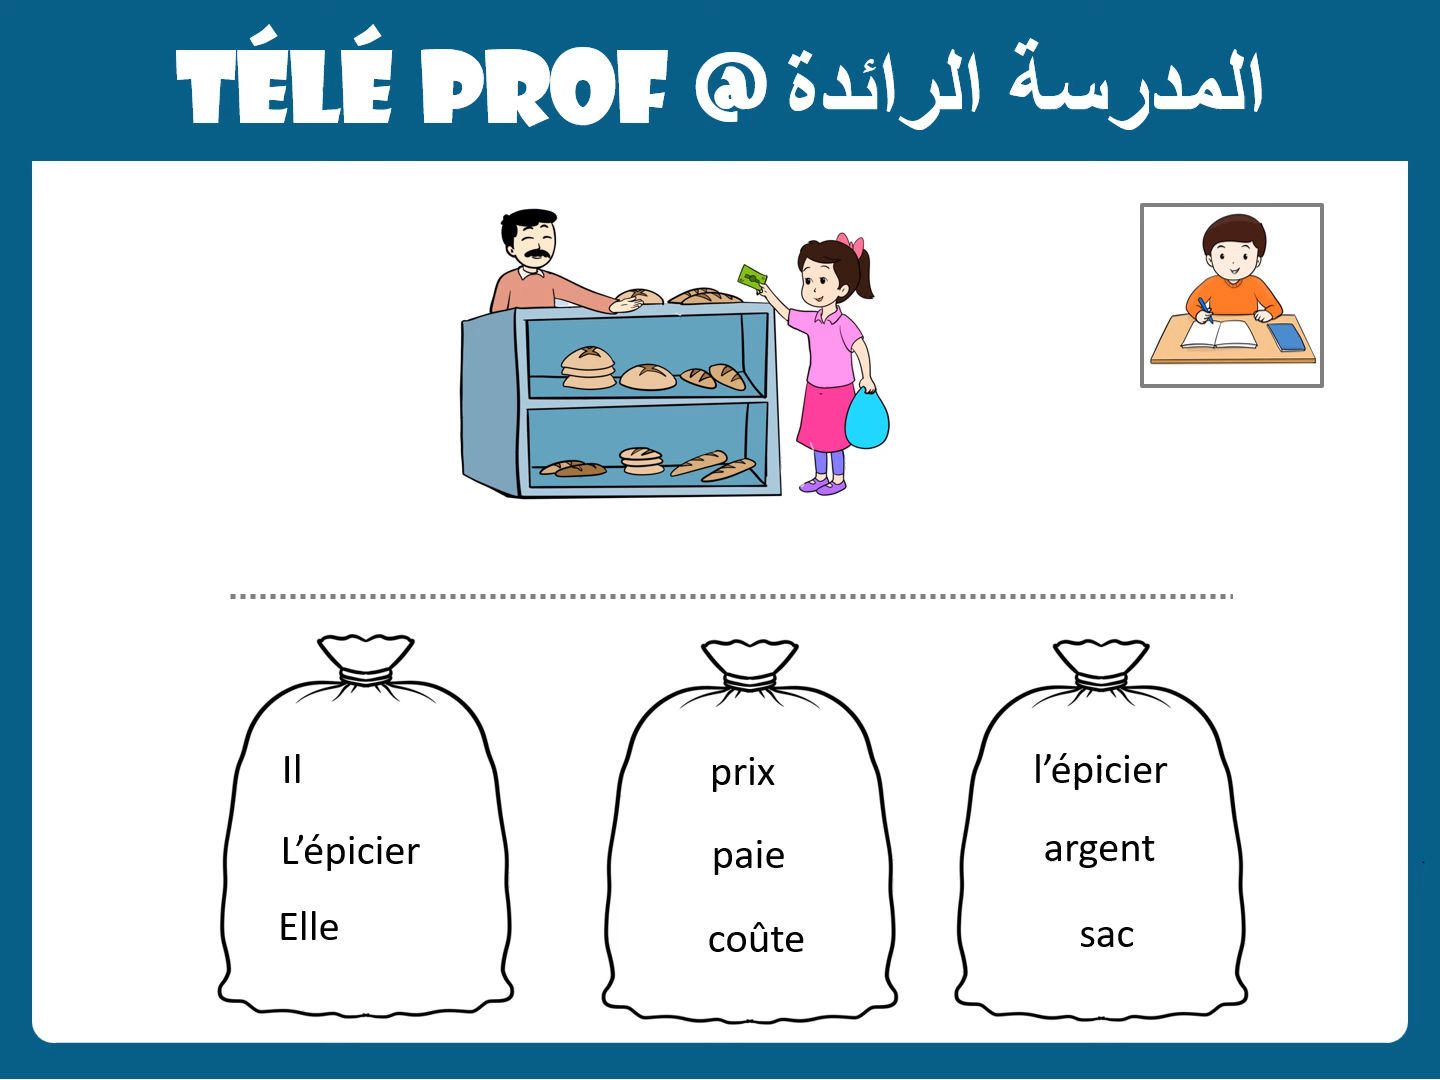 TÉLÉ PROF @ المدرسة الرائدة
Il
L’épicier
Elle
prix
paie
coûte
l’épicier
argent
sac